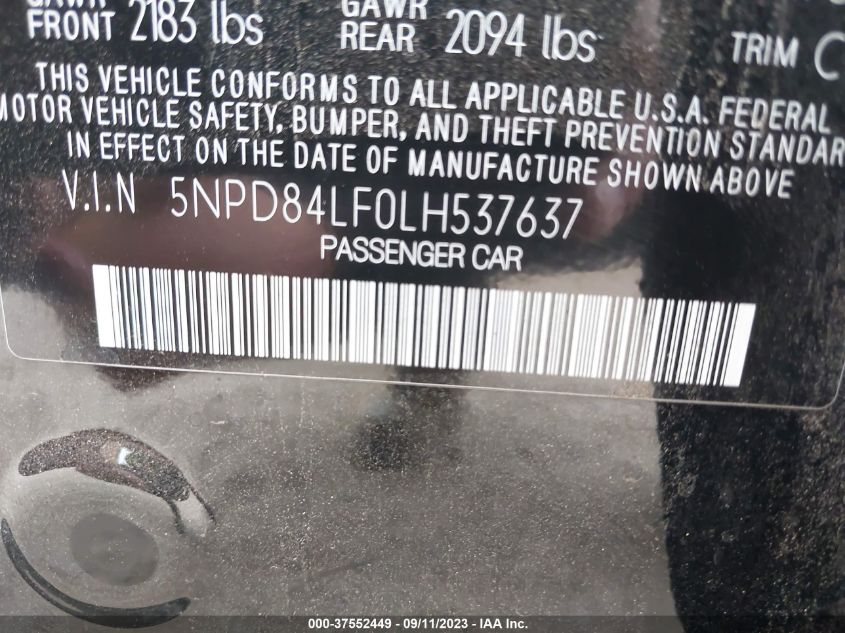 GAWR
FRONT 2183 lbs
GAWR
REAR 2094 lbs
TRIM C
THIS VEHICLE CONFORMS TO ALL APPLICABLE U.S.A. FEDERAL
MOTOR VEHICLE SAFETY, BUMPER, AND THEFT PREVENTION STANDAR
IN EFFECT ON THE DATE OF MANUFACTURE SHOWN ABOVE
V.I.N 5NPD84LF0LH537637
PASSENGER CAR
000-37552449 - 09/11/2023 - IAA Inc.